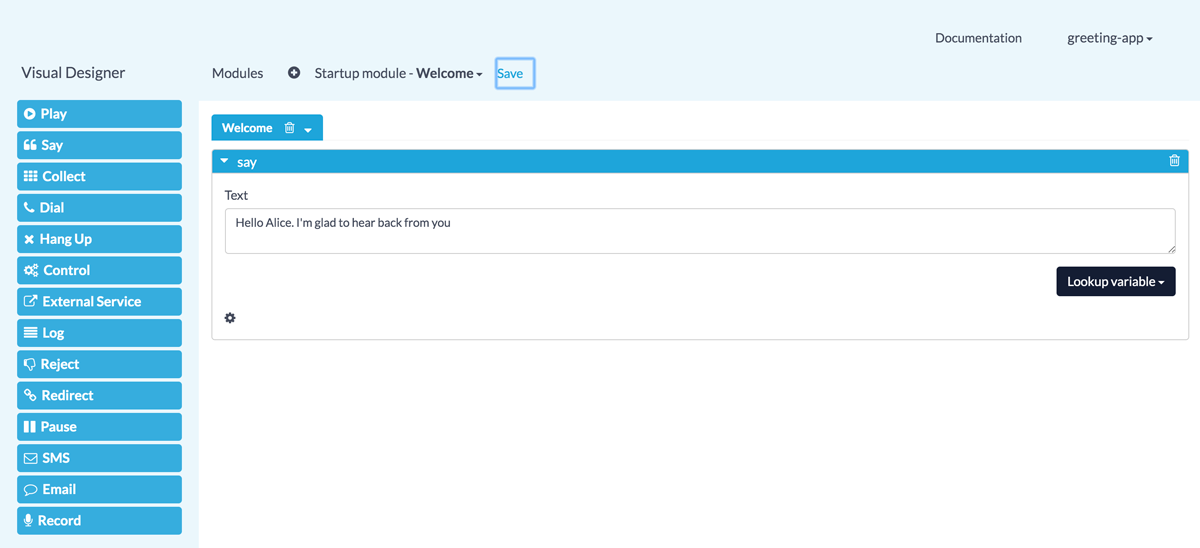 Documentation greeting-app
Visual Designer Modules Startup module - Welcome Save
Play
Say
Collect
Dial
Hang Up
Control
External Service
Log
Reject
Redirect
Pause
SMS
Email
Record
Welcome
say
Text
Hello Alice. I'm glad to hear back from you
Lookup variable